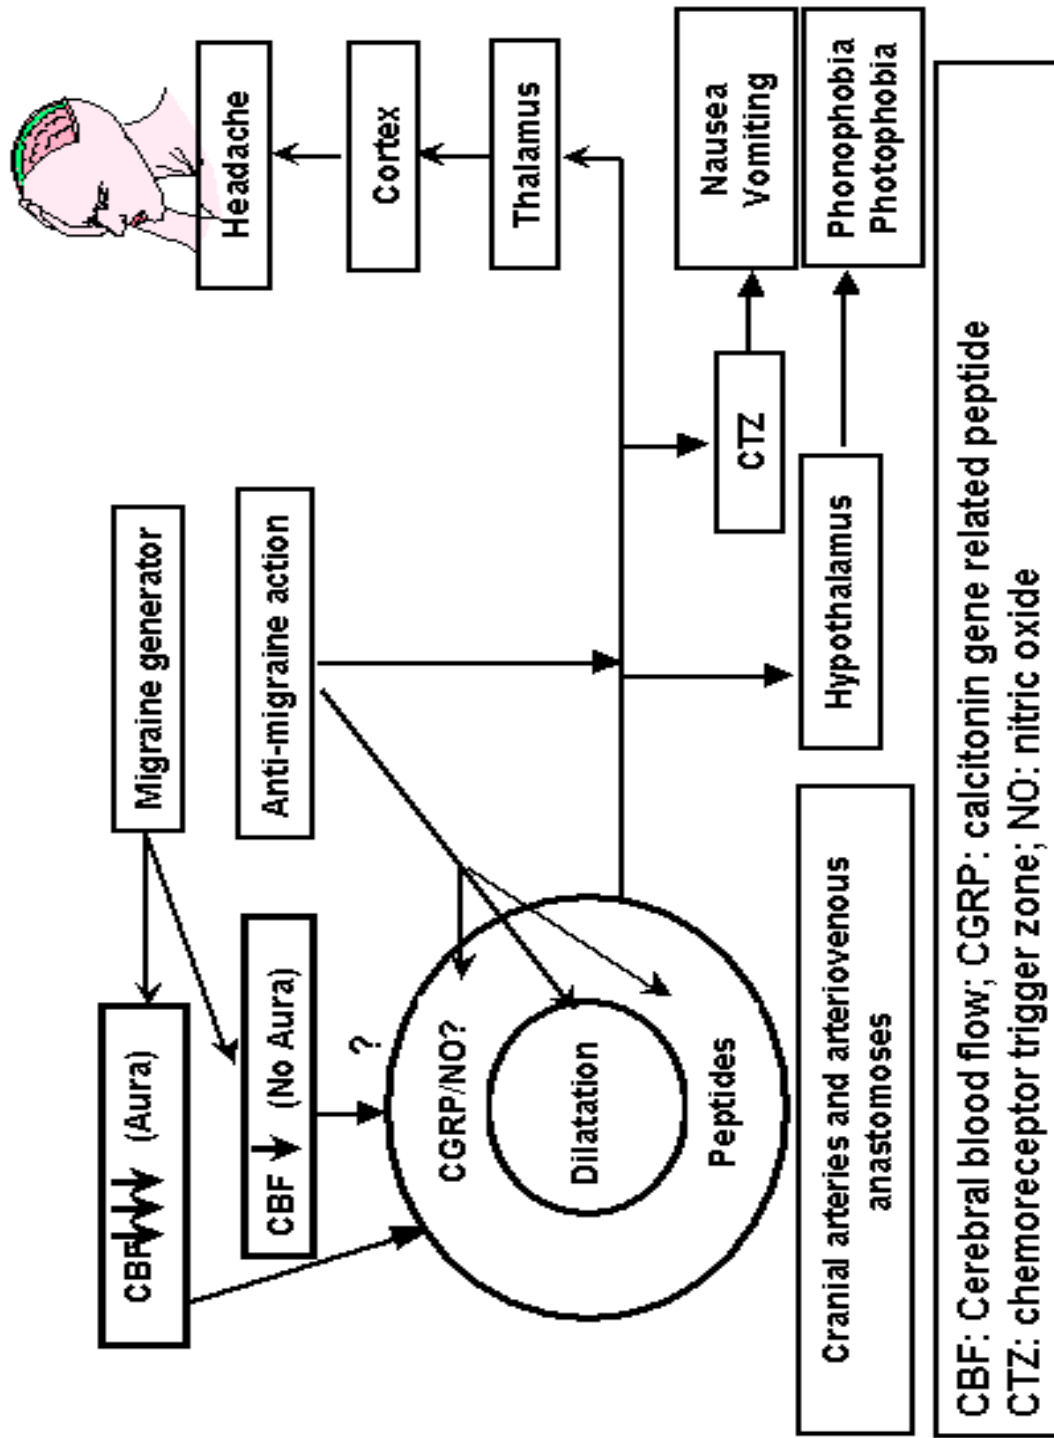 Migraine generator
CBF (Aura)
Anti-migraine action
CBF (No Aura)
?
CGRP/NO?
Dilatation
Peptides
Cranial arteries and arteriovenous
anastomoses
Headache
Cortex
Thalamus
CTZ
Nausea
Vomiting
Hypothalamus
Phonophobia
Photophobia
CBF: Cerebral blood flow; CGRP: calcitonin gene related peptide
CTZ: chemoreceptor trigger zone; NO: nitric oxide